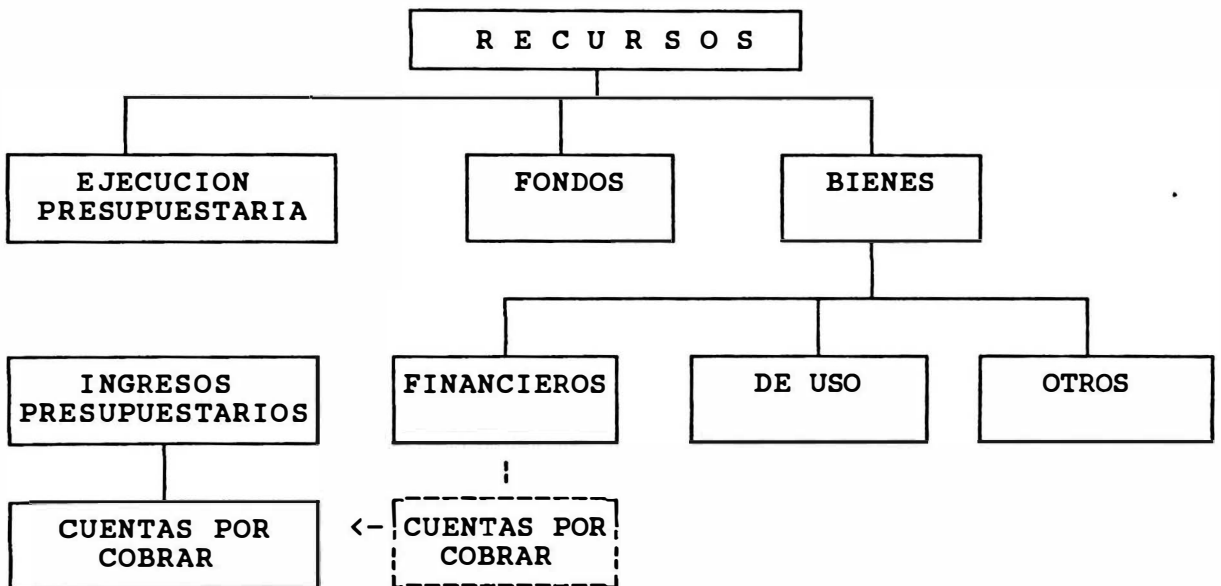 R E C U R S O S
EJECUCION
PRESUPUESTARIA
FONDOS
BIENES
INGRESOS
PRESUPUESTARIOS
FINANCIEROS
DE USO
OTROS
CUENTAS POR
COBRAR
<- CUENTAS POR
COBRAR